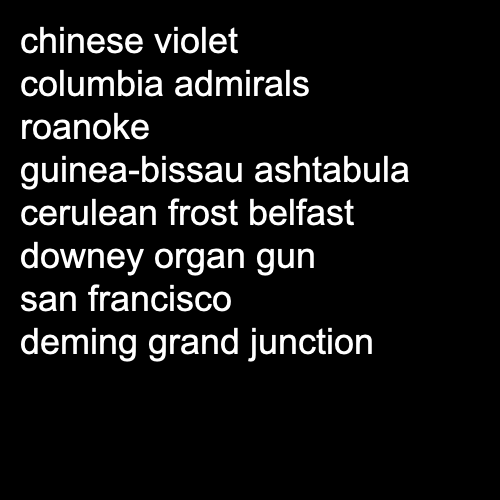 chinese violet
columbia admirals
roanoke
guinea-bissau ashtabula
cerulean frost belfast
downey organ gun
san francisco
deming grand junction